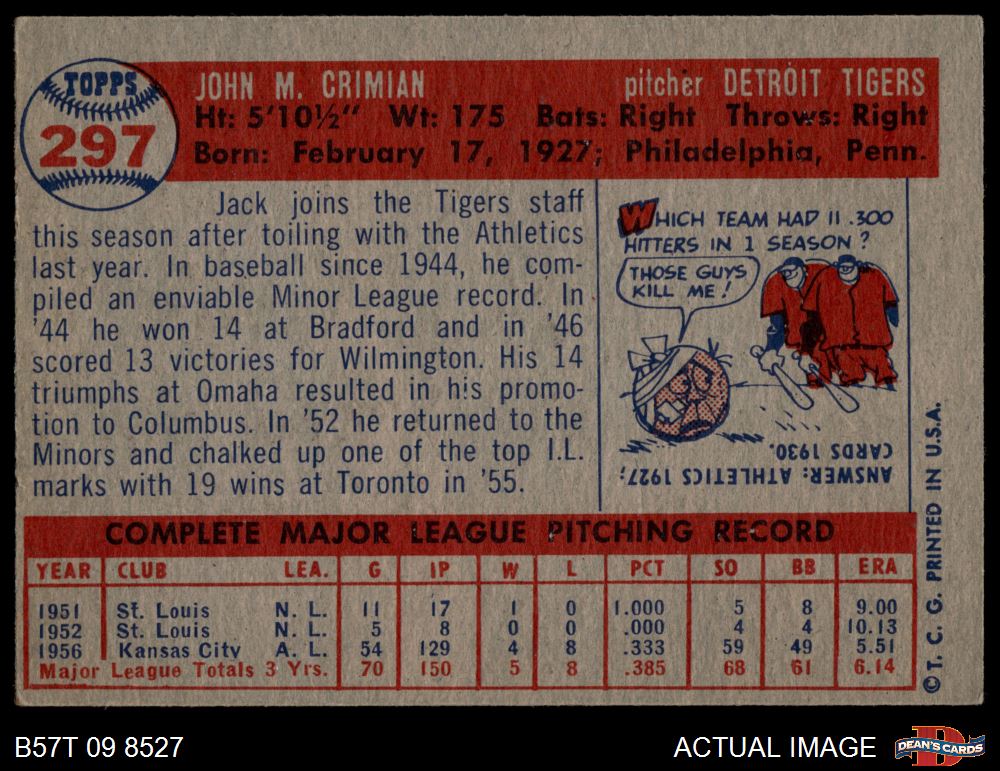 TOPPS
297
JOHN M. CRIMIAN pitcher DETROIT TIGERS
Ht: 5'10½" Wt: 175 Bats: Right Throws: Right
Born: February 17, 1927; Philadelphia, Penn.
Jack joins the Tigers staff
this season after toiling with the Athletics
last year. In baseball since 1944, he com-
piled an enviable Minor League record. In
'44 he won 14 at Bradford and in '46
scored 13 victories for Wilmington. His 14
triumphs at Omaha resulted in his promo-
tion to Columbus. In '52 he returned to the
Minors and chalked up one of the top I.L.
marks with 19 wins at Toronto in '55.
WHICH TEAM HAD 11 .300
HITTERS IN 1 SEASON?
THOSE GUYS
KILL ME!
ANSWER: ATHLETICS 1927;
CARDS 1930.
COMPLETE MAJOR LEAGUE PITCHING RECORD
YEAR CLUB LEA. G IP W L PCT SO BB ERA
1951 St. Louis N. L. 11 17 1 0 1.000 5 8 9.00
1952 St. Louis N. L. 5 8 0 0 .000 4 4 10.13
1956 Kansas City A. L. 54 129 4 8 .333 59 49 5.51
Major League Totals 3 Yrs. 70 150 5 8 .385 68 61 6.14
© T. C. G. PRINTED IN U.S.A.
B57T 09 8527
ACTUAL IMAGE
DEAN'S CARDS